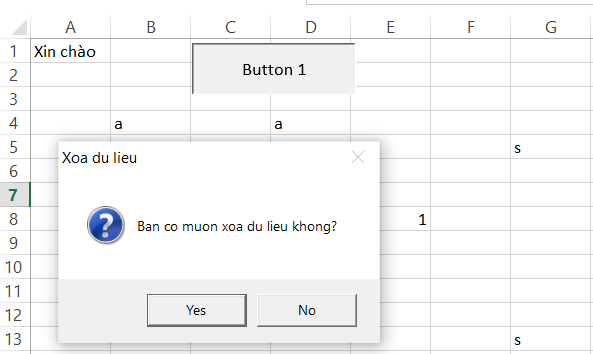 A B C D E F G
1 Xin chào
2 Button 1
3
4 a a
5 s
6
7
8 1
9
10
11
12
13 s
Xoa du lieu
Ban co muon xoa du lieu khong?
Yes No